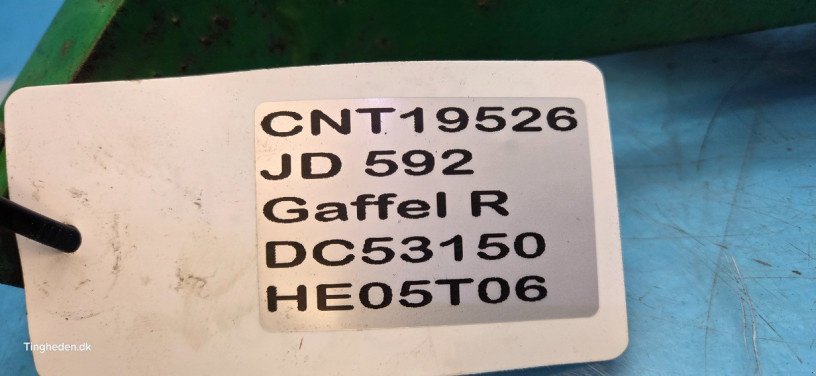 CNT19526
JD 592
Gaffel R
DC53150
HE05T06
Tingheden.dk